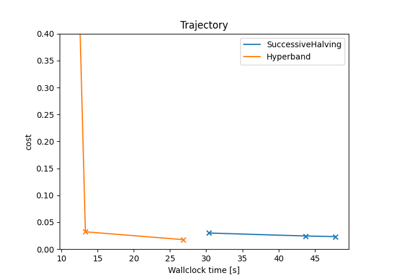 Trajectory
SuccessiveHalving
Hyperband
cost
0.40
0.35
0.30
0.25
0.20
0.15
0.10
0.05
0.00
10 15 20 25 30 35 40 45
Wallclock time [s]